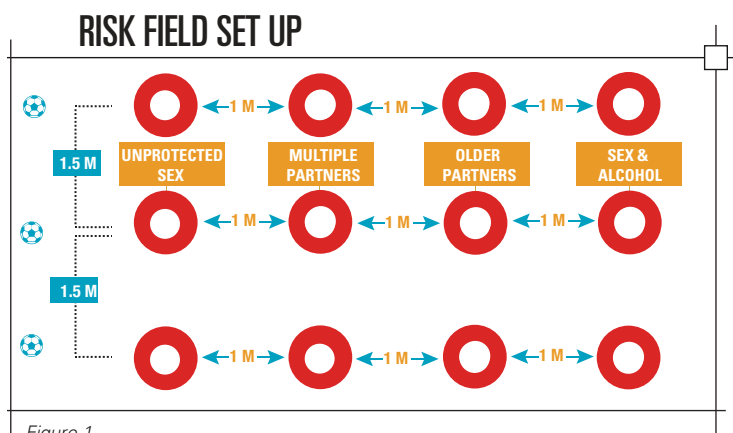 RISK FIELD SET UP
1 M 1 M 1 M
1.5 M
UNPROTECTED
SEX
MULTIPLE
PARTNERS
OLDER
PARTNERS
SEX &
ALCOHOL
1 M 1 M 1 M
1.5 M
1 M 1 M 1 M
Figure 1